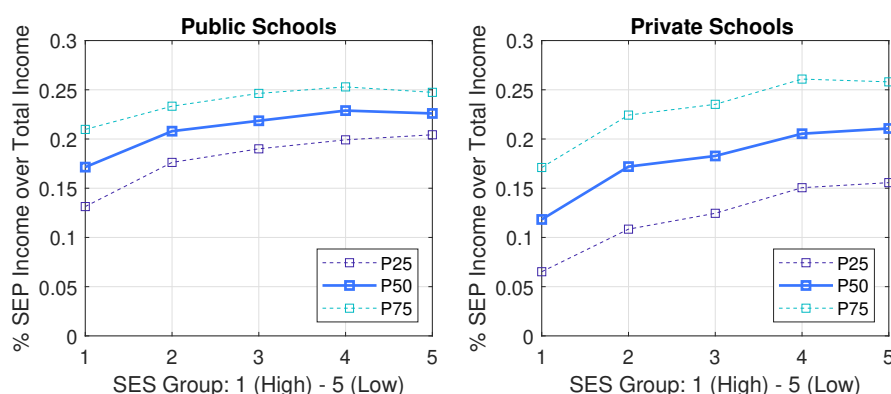 Public Schools
% SEP Income over Total Income
0.3
0.25
0.2
0.15
0.1
0.05
0
P25
P50
P75
1 2 3 4 5
SES Group: 1 (High) - 5 (Low)
Private Schools
% SEP Income over Total Income
0.3
0.25
0.2
0.15
0.1
0.05
0
P25
P50
P75
1 2 3 4 5
SES Group: 1 (High) - 5 (Low)